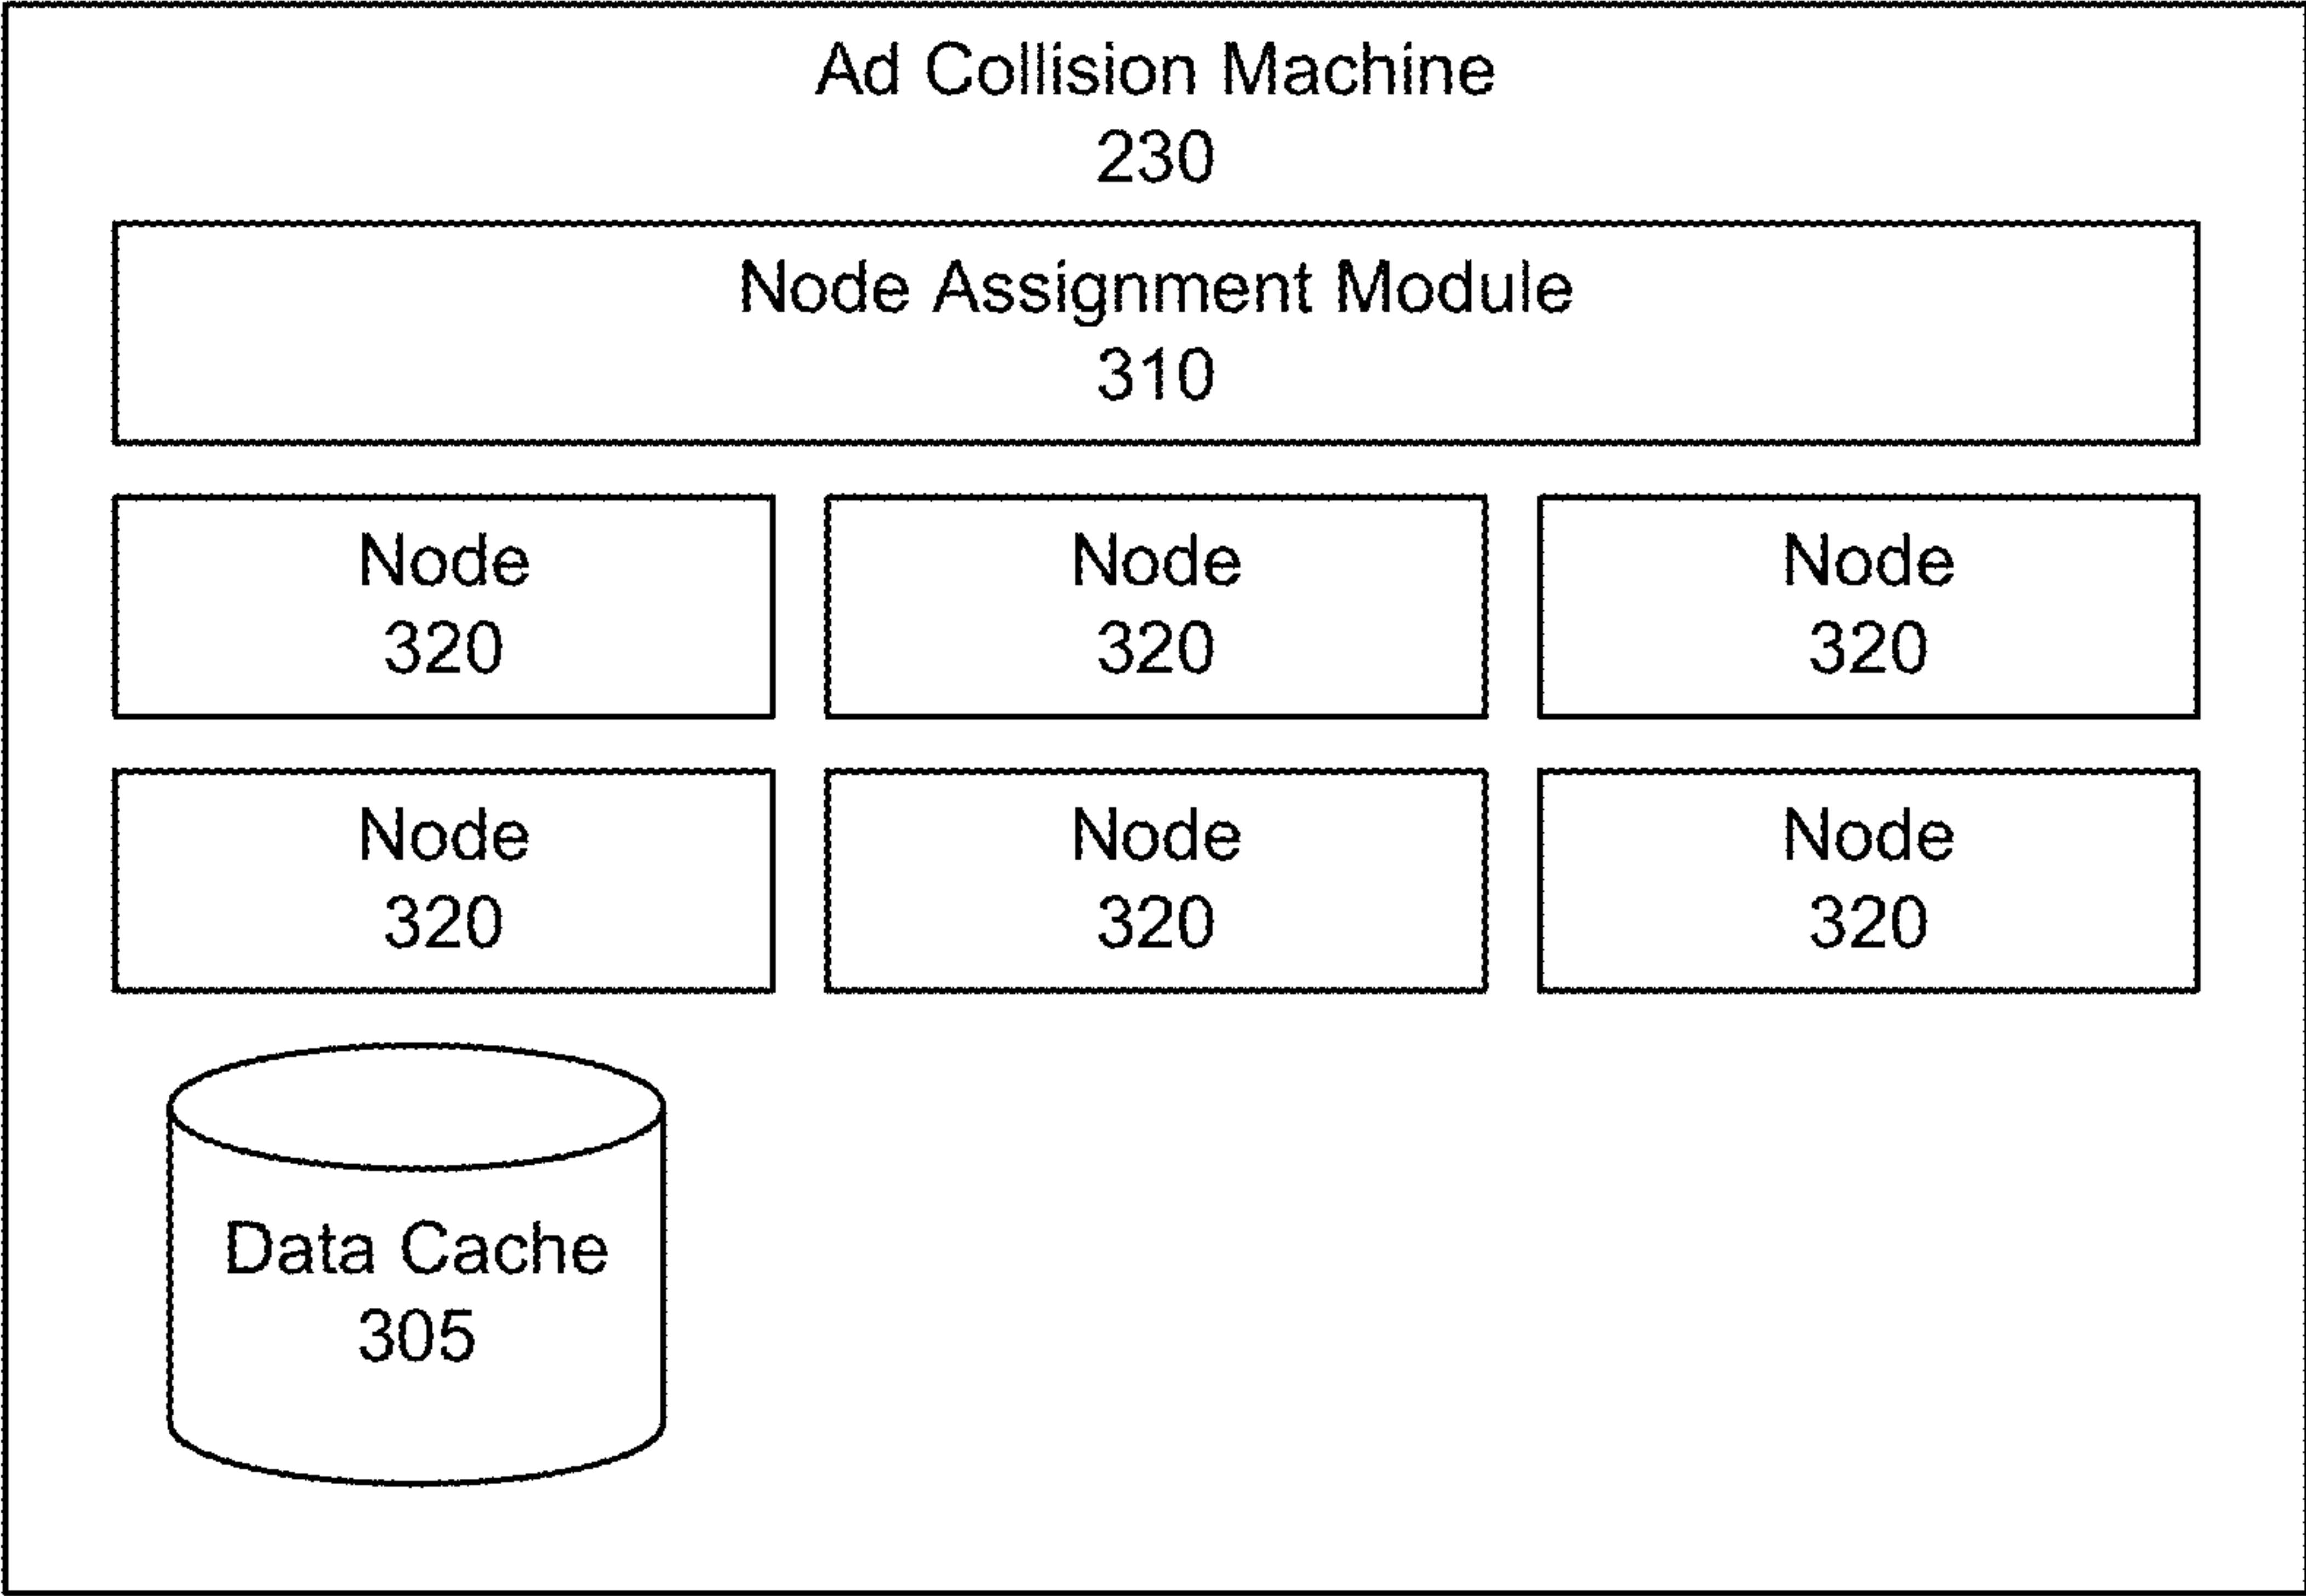 Ad Collision Machine
230
Node Assignment Module
310
Node
320
Node
320
Node
320
Node
320
Node
320
Node
320
Data Cache
305